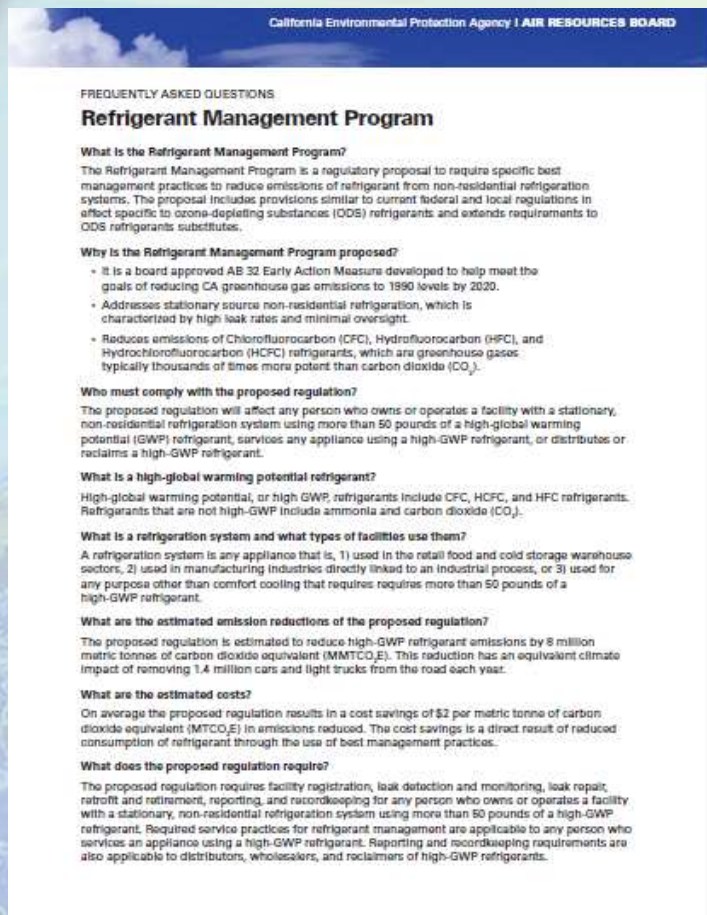 California Environmental Protection Agency | AIR RESOURCES BOARD
FREQUENTLY ASKED QUESTIONS
Refrigerant Management Program
What is the Refrigerant Management Program?
The Refrigerant Management Program is a regulatory proposal to require specific best
management practices to reduce emissions of refrigerant from non-residential refrigeration
systems. The proposal includes provisions similar to current federal and local regulations in
effect specific to ozone-depleting substances (ODS) refrigerants and extends requirements to
ODS refrigerants substitutes.
Why is the Refrigerant Management Program proposed?
• It is a board approved AB 32 Early Action Measure developed to help meet the
goals of reducing CA greenhouse gas emissions to 1990 levels by 2020.
• Addresses stationary source non-residential refrigeration, which is
characterized by high leak rates and minimal oversight.
• Reduces emissions of Chlorofluorocarbon (CFC), Hydrofluorocarbon (HFC), and
Hydrochlorofluorocarbon (HCFC) refrigerants, which are greenhouse gases
typically thousands of times more potent than carbon dioxide (CO₂).
Who must comply with the proposed regulation?
The proposed regulation will affect any person who owns or operates a facility with a stationary,
non-residential refrigeration system using more than 50 pounds of a high-global warming
potential (GWP) refrigerant, services any appliance using a high-GWP refrigerant, or distributes or
reclaims a high-GWP refrigerant.
What is a high-global warming potential refrigerant?
High-global warming potential, or high GWP, refrigerants include CFC, HCFC, and HFC refrigerants.
Refrigerants that are not high-GWP include ammonia and carbon dioxide (CO₂).
What is a refrigeration system and what types of facilities use them?
A refrigeration system is any appliance that is, 1) used in the retail food and cold storage warehouse
sectors, 2) used in manufacturing industries directly linked to an industrial process, or 3) used for
any purpose other than comfort cooling that requires requires more than 50 pounds of a
high-GWP refrigerant.
What are the estimated emission reductions of the proposed regulation?
The proposed regulation is estimated to reduce high-GWP refrigerant emissions by 8 million
metric tonnes of carbon dioxide equivalent (MMTCO₂E). This reduction has an equivalent climate
impact of removing 1.4 million cars and light trucks from the road each year.
What are the estimated costs?
On average the proposed regulation results in a cost savings of $2 per metric tonne of carbon
dioxide equivalent (MTCO₂E) in emissions reduced. The cost savings is a direct result of reduced
consumption of refrigerant through the use of best management practices.
What does the proposed regulation require?
The proposed regulation requires facility registration, leak detection and monitoring, leak repair,
retrofit and retirement, reporting, and recordkeeping for any person who owns or operates a facility
with a stationary, non-residential refrigeration system using more than 50 pounds of a high-GWP
refrigerant. Required service practices for refrigerant management are applicable to any person who
services an appliance using a high-GWP refrigerant. Reporting and recordkeeping requirements are
also applicable to distributors, wholesalers, and reclaimers of high-GWP refrigerants.